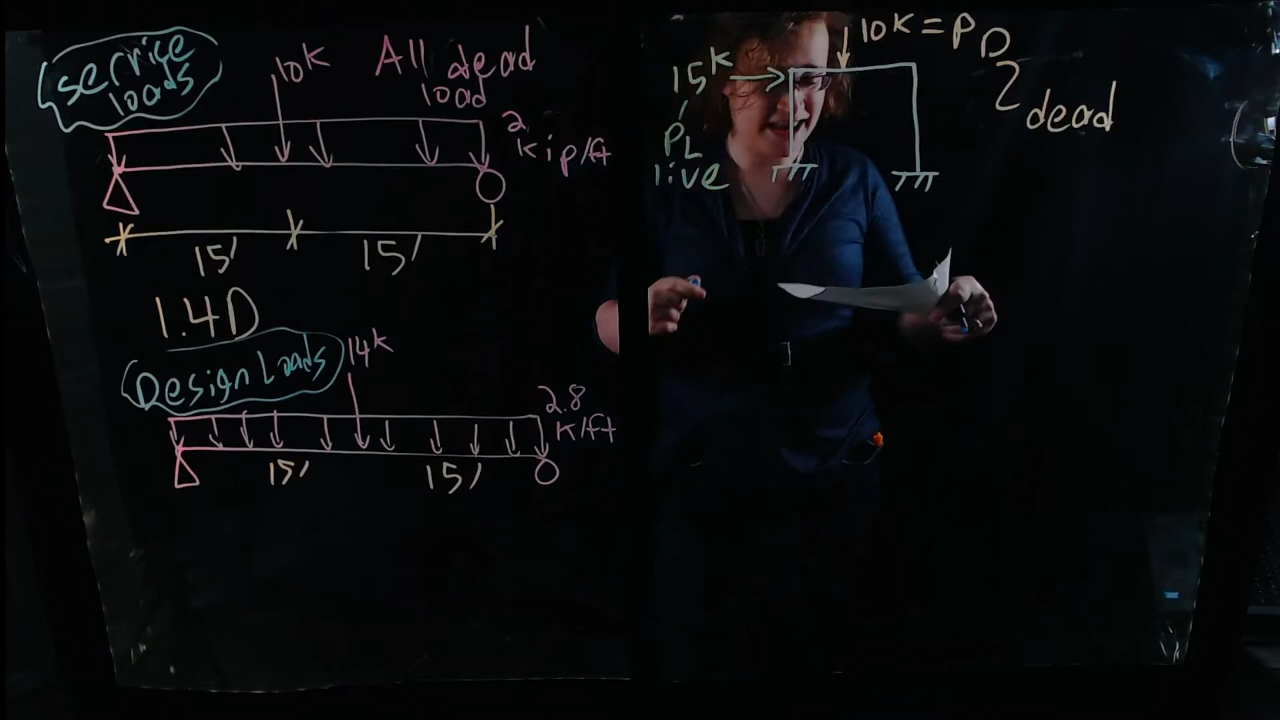 service
loads
10k
All dead
load
2
kip/ft
15'
15'
1.4D
Design Loads
14k
2.8
k/ft
15'
15'
10k = PD
dead
15k
PL
live